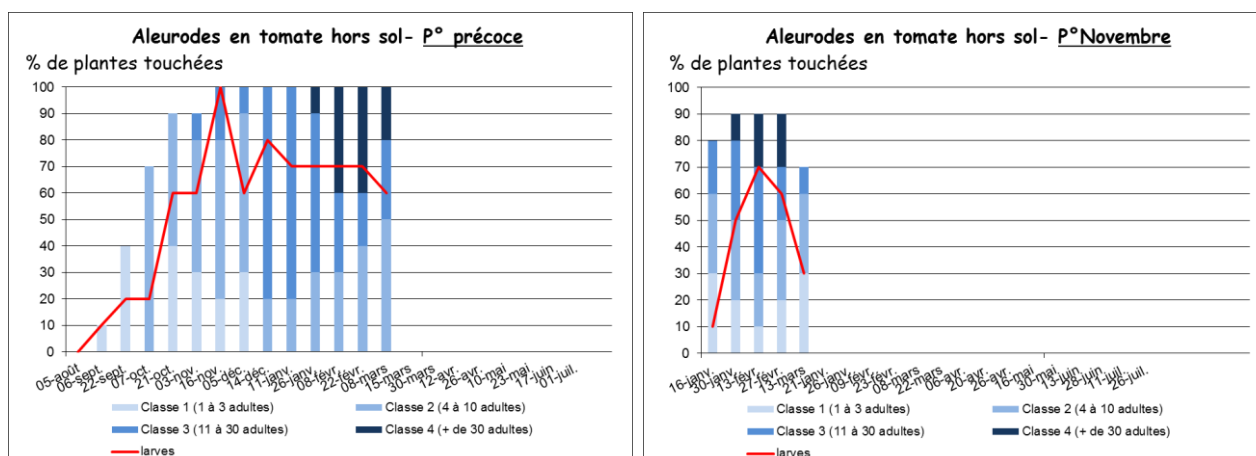 Aleurodes en tomate hors sol- P° précoce
% de plantes touchées
100
90
80
70
60
50
40
30
20
10
0
05-août
06-sept.
22-sept.
07-oct.
21-oct.
03-nov.
16-nov.
05-déc.
14-déc.
11-janv.
26-janv.
08-févr.
22-févr.
08-mars
15-mars
30-mars
12-avr.
26-avr.
10-mai
23-mai
17-juin
01-juil.
Classe 1 (1 à 3 adultes)
Classe 2 (4 à 10 adultes)
Classe 3 (11 à 30 adultes)
Classe 4 (+ de 30 adultes)
larves
Aleurodes en tomate hors sol- P°Novembre
% de plantes touchées
100
90
80
70
60
50
40
30
20
10
0
16-janv.
30-janv.
13-févr.
27-févr.
13-mars
21-janv.
26-janv.
09-févr.
23-févr.
08-mars
22-mars
06-avr.
20-avr.
26-avr.
16-mai
30-mai
13-juin
28-juin
11-juil.
26-juil.
Classe 1 (1 à 3 adultes)
Classe 2 (4 à 10 adultes)
Classe 3 (11 à 30 adultes)
Classe 4 (+ de 30 adultes)
larves